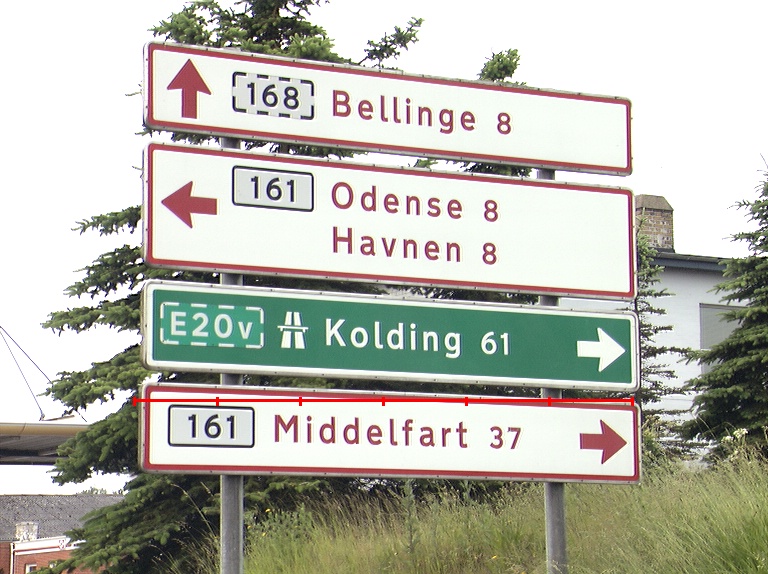 168 Bellinge 8
161 Odense 8
Havnen 8
E20v Kolding 61
161 Middelfart 37